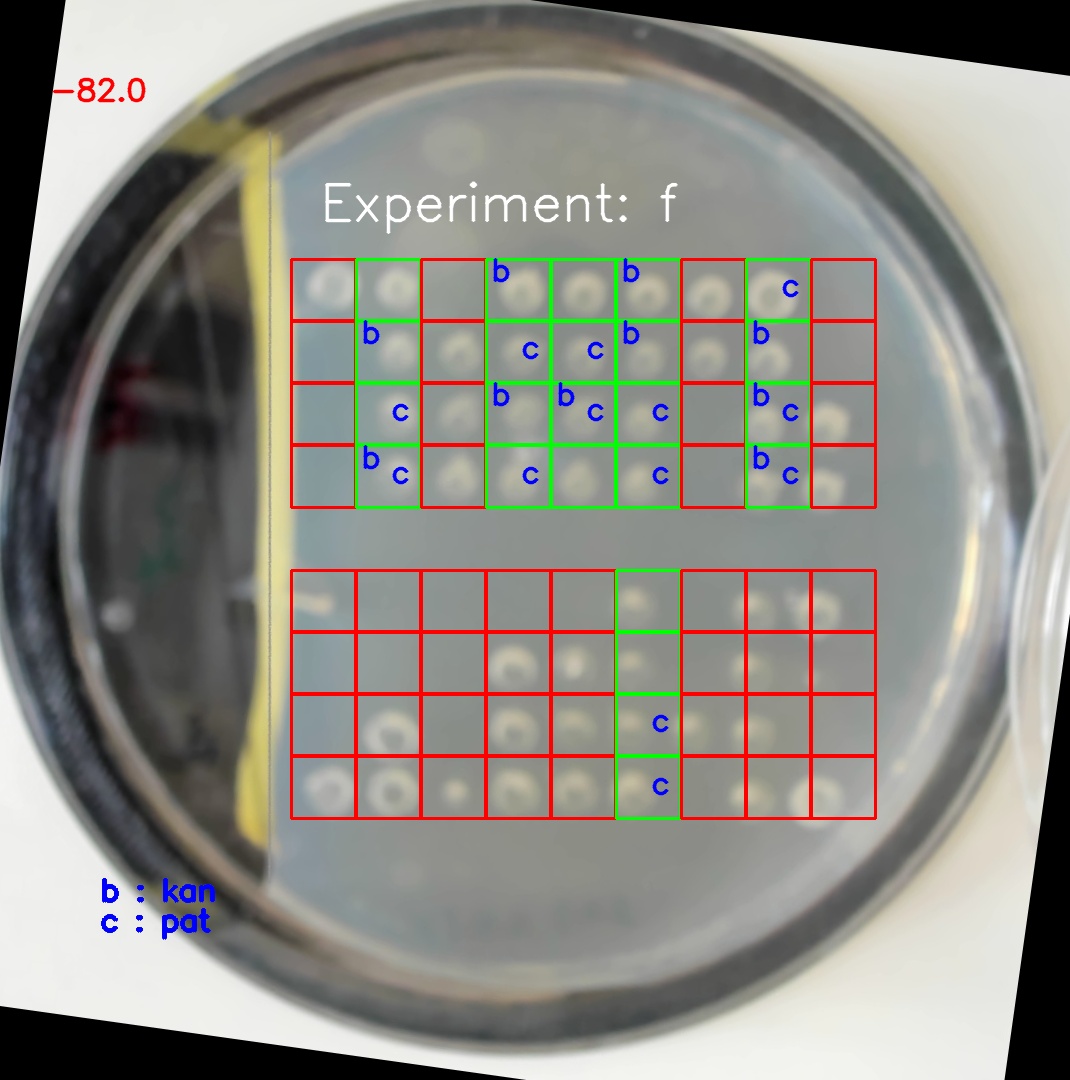 -82.0
Experiment: f
b b c
b c c b b
c b b c c b c
b c c c b c
c
c
b : kan
c : pat